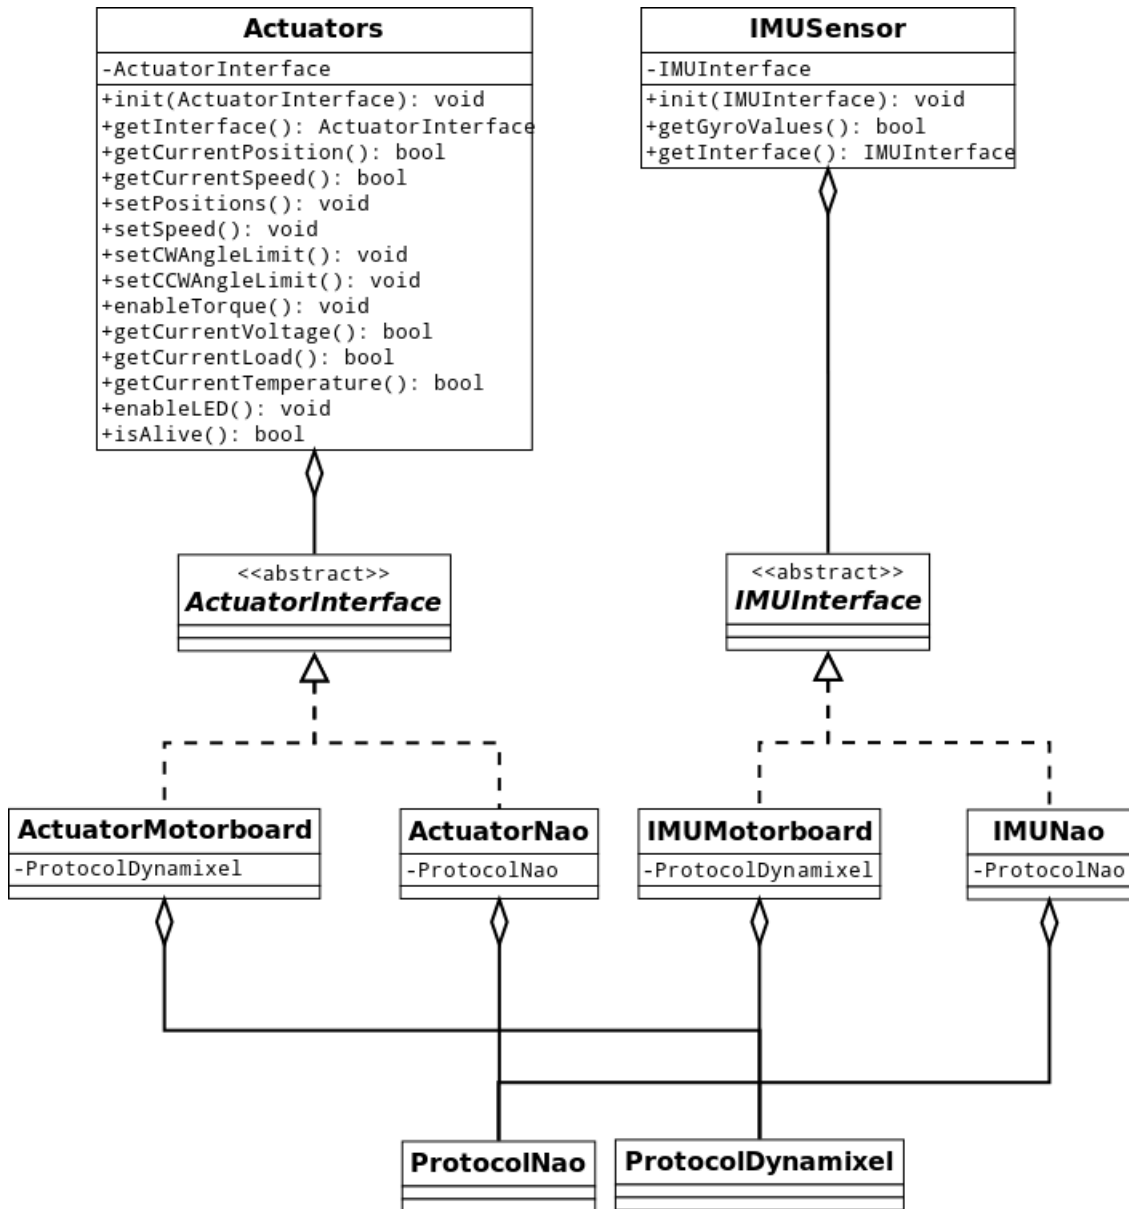 Actuators
-ActuatorInterface
+init(ActuatorInterface): void
+getInterface(): ActuatorInterface
+getCurrentPosition(): bool
+getCurrentSpeed(): bool
+setPositions(): void
+setSpeed(): void
+setCWAngleLimit(): void
+setCCWAngleLimit(): void
+enableTorque(): void
+getCurrentVoltage(): bool
+getCurrentLoad(): bool
+getCurrentTemperature(): bool
+enableLED(): void
+isAlive(): bool
IMUSensor
-IMUInterface
+init(IMUInterface): void
+getGyroValues(): bool
+getInterface(): IMUInterface
<<abstract>>
ActuatorInterface
<<abstract>>
IMUInterface
ActuatorMotorboard
-ProtocolDynamixel
ActuatorNao
-ProtocolNao
IMUMotorboard
-ProtocolDynamixel
IMUNao
-ProtocolNao
ProtocolNao
ProtocolDynamixel